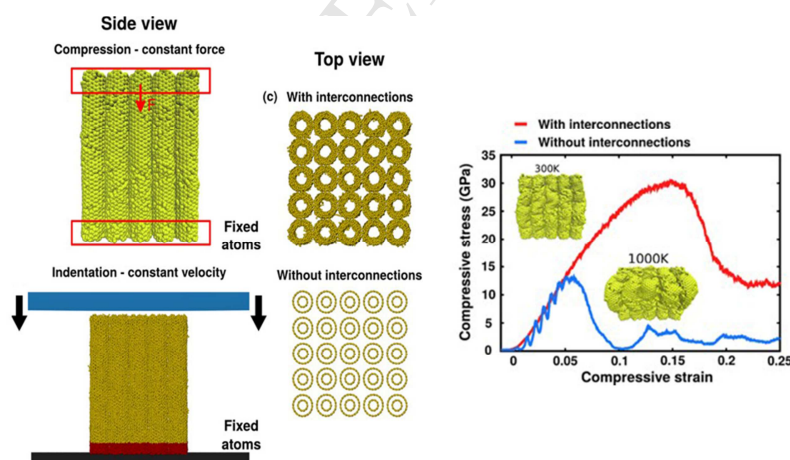 Side view
Compression - constant force
F
Fixed
atoms
Indentation - constant velocity
Fixed
atoms
Top view
(c) With interconnections
Without interconnections
With interconnections
Without interconnections
Compressive stress (GPa)
35
30
25
20
15
10
5
0
300K
1000K
0 0.05 0.1 0.15 0.2 0.25
Compressive strain